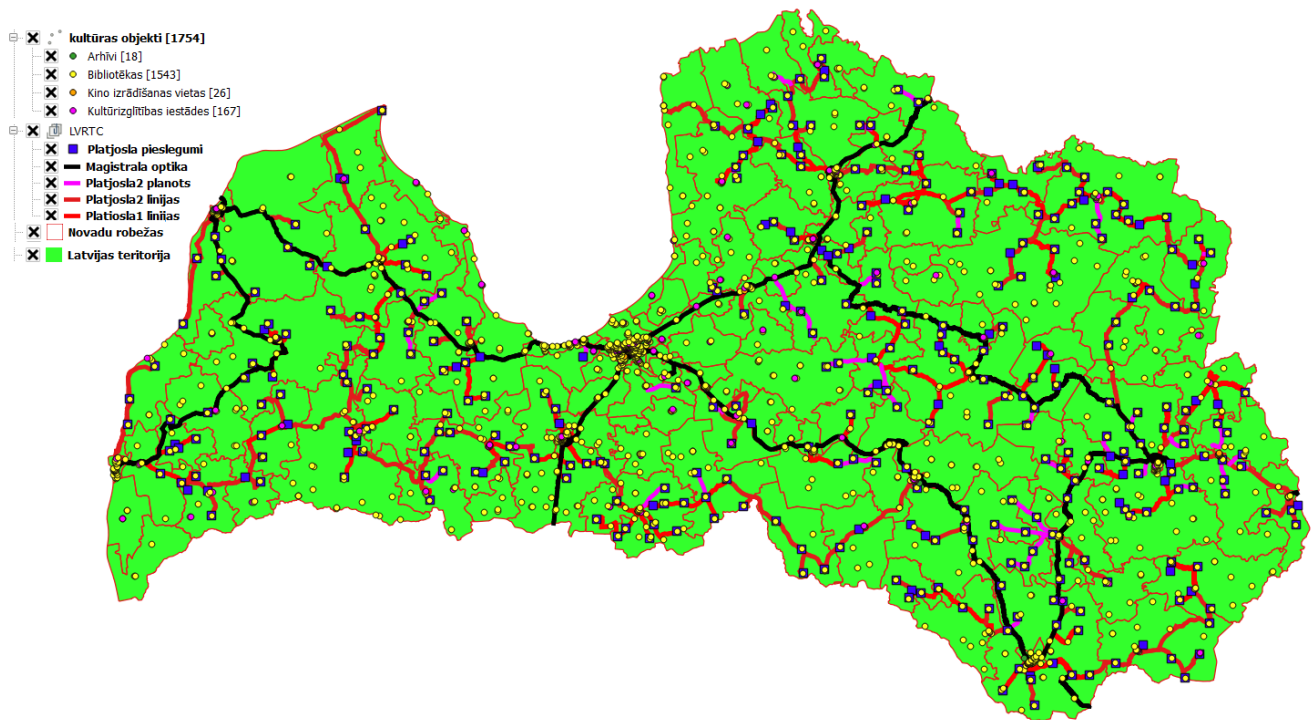 kultūras objekti [1754]
Arhīvi [18]
Bibliotēkas [1543]
Kino izrādīšanas vietas [26]
Kultūrizglītības iestādes [167]
LVRTC
Platjosla pieslegumi
Magistrala optika
Platjosla2 planots
Platjosla2 linijas
Platjosla1 linijas
Novadu robežas
Latvijas teritorija